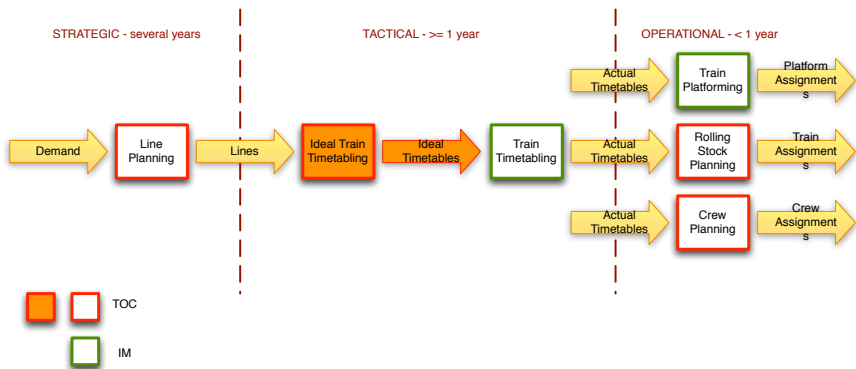 STRATEGIC - several years
TACTICAL - >= 1 year
OPERATIONAL - < 1 year
Demand
Line
Planning
Lines
Ideal Train
Timetabling
Ideal
Timetables
Train
Timetabling
Actual
Timetables
Train
Platforming
Platform
Assignment
s
Actual
Timetables
Rolling
Stock
Planning
Train
Assignment
s
Actual
Timetables
Crew
Planning
Crew
Assignment
s
TOC
IM